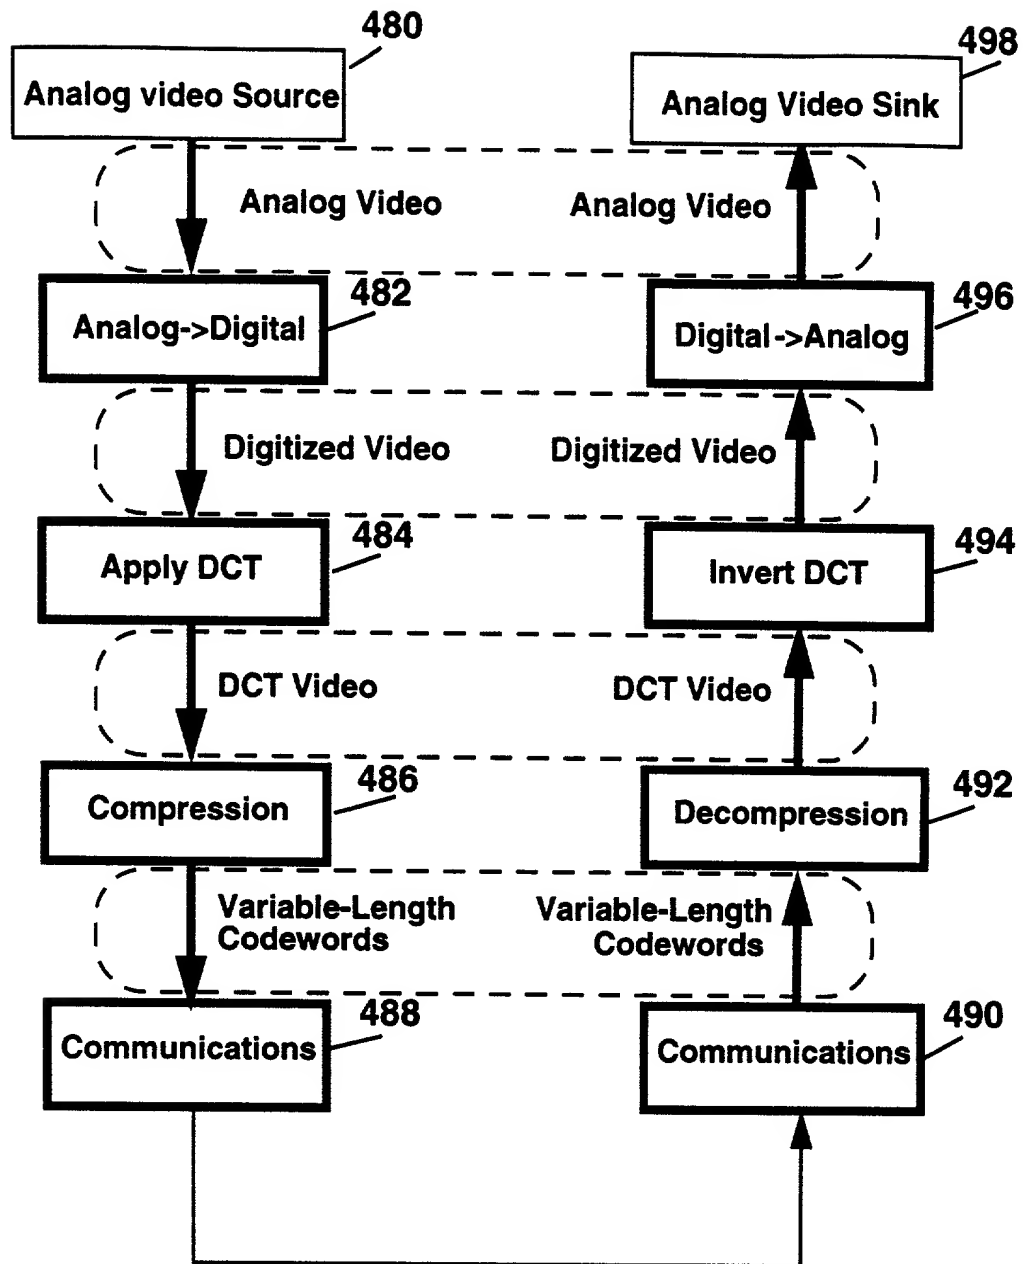 480
498
Analog video Source
Analog Video Sink
Analog Video
Analog Video
482
496
Analog->Digital
Digital->Analog
Digitized Video
Digitized Video
484
494
Apply DCT
Invert DCT
DCT Video
DCT Video
486
492
Compression
Decompression
Variable-Length
Codewords
Variable-Length
Codewords
488
490
Communications
Communications